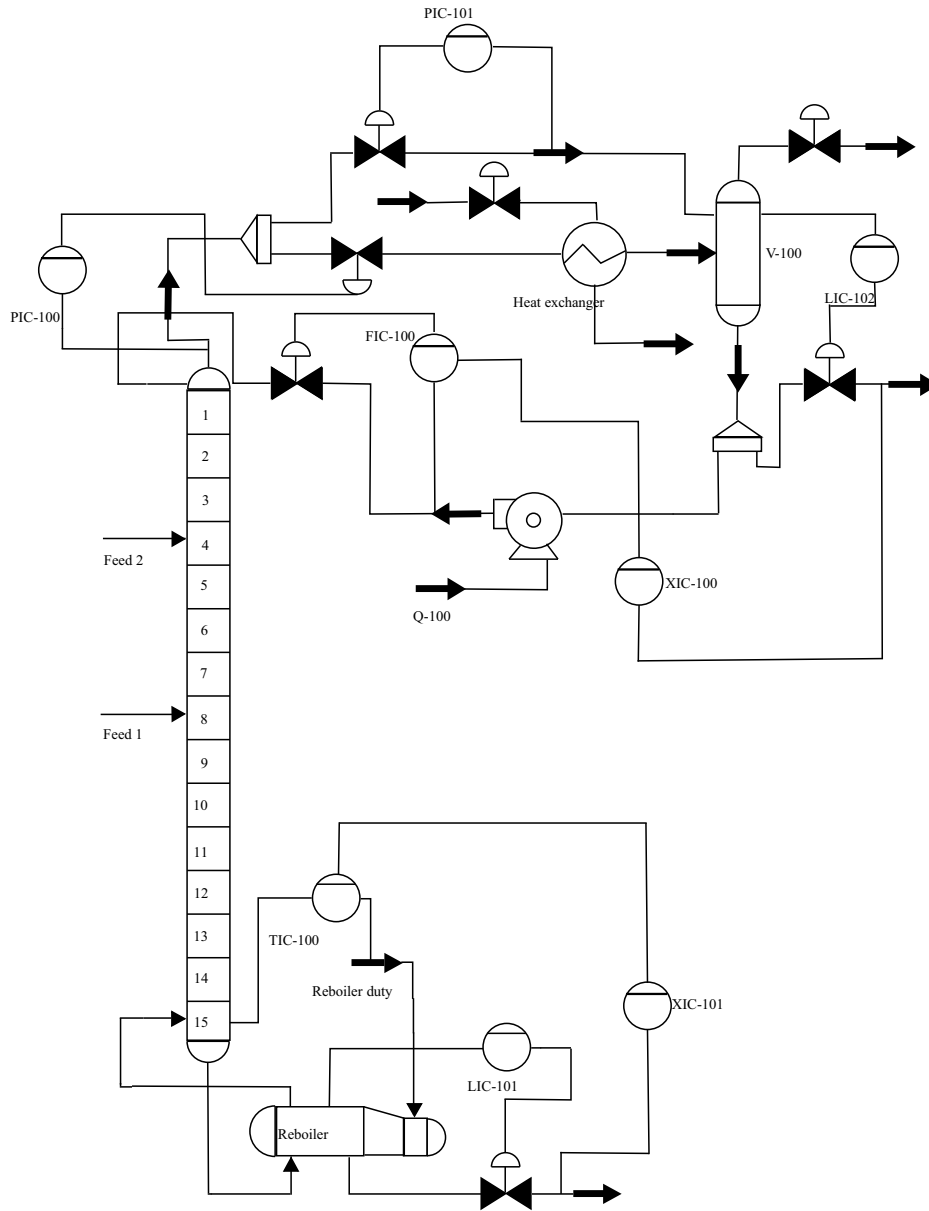 PIC-101
V-100
PIC-100
Heat exchanger
LIC-102
FIC-100
1
2
3
4
Feed 2
5
XIC-100
Q-100
6
7
8
Feed 1
9
10
11
12
13
TIC-100
14
Reboiler duty
XIC-101
15
LIC-101
Reboiler